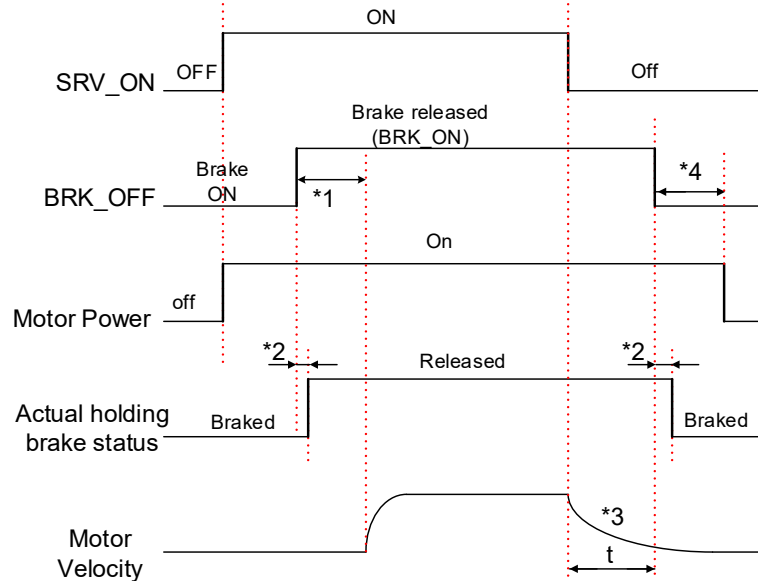 ON
OFF
Off
SRV_ON
Brake released
(BRK_ON)
Brake
ON
*1
*4
BRK_OFF
On
off
Motor Power
*2
Released
*2
Actual holding
brake status
Braked
Braked
*3
Motor
Velocity
t